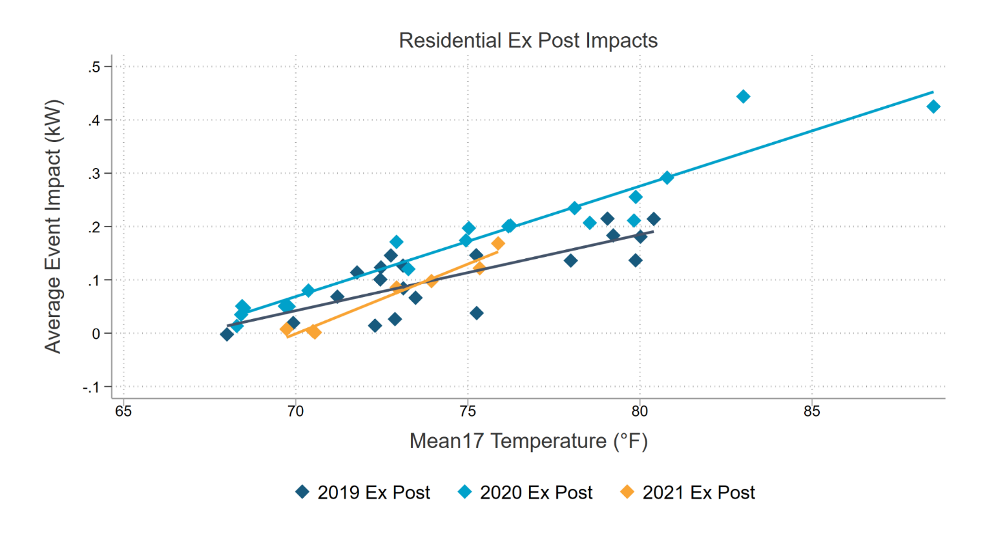 Residential Ex Post Impacts
Average Event Impact (kW)
.5
.4
.3
.2
.1
0
-.1
65 70 75 80 85
Mean17 Temperature (°F)
2019 Ex Post 2020 Ex Post 2021 Ex Post